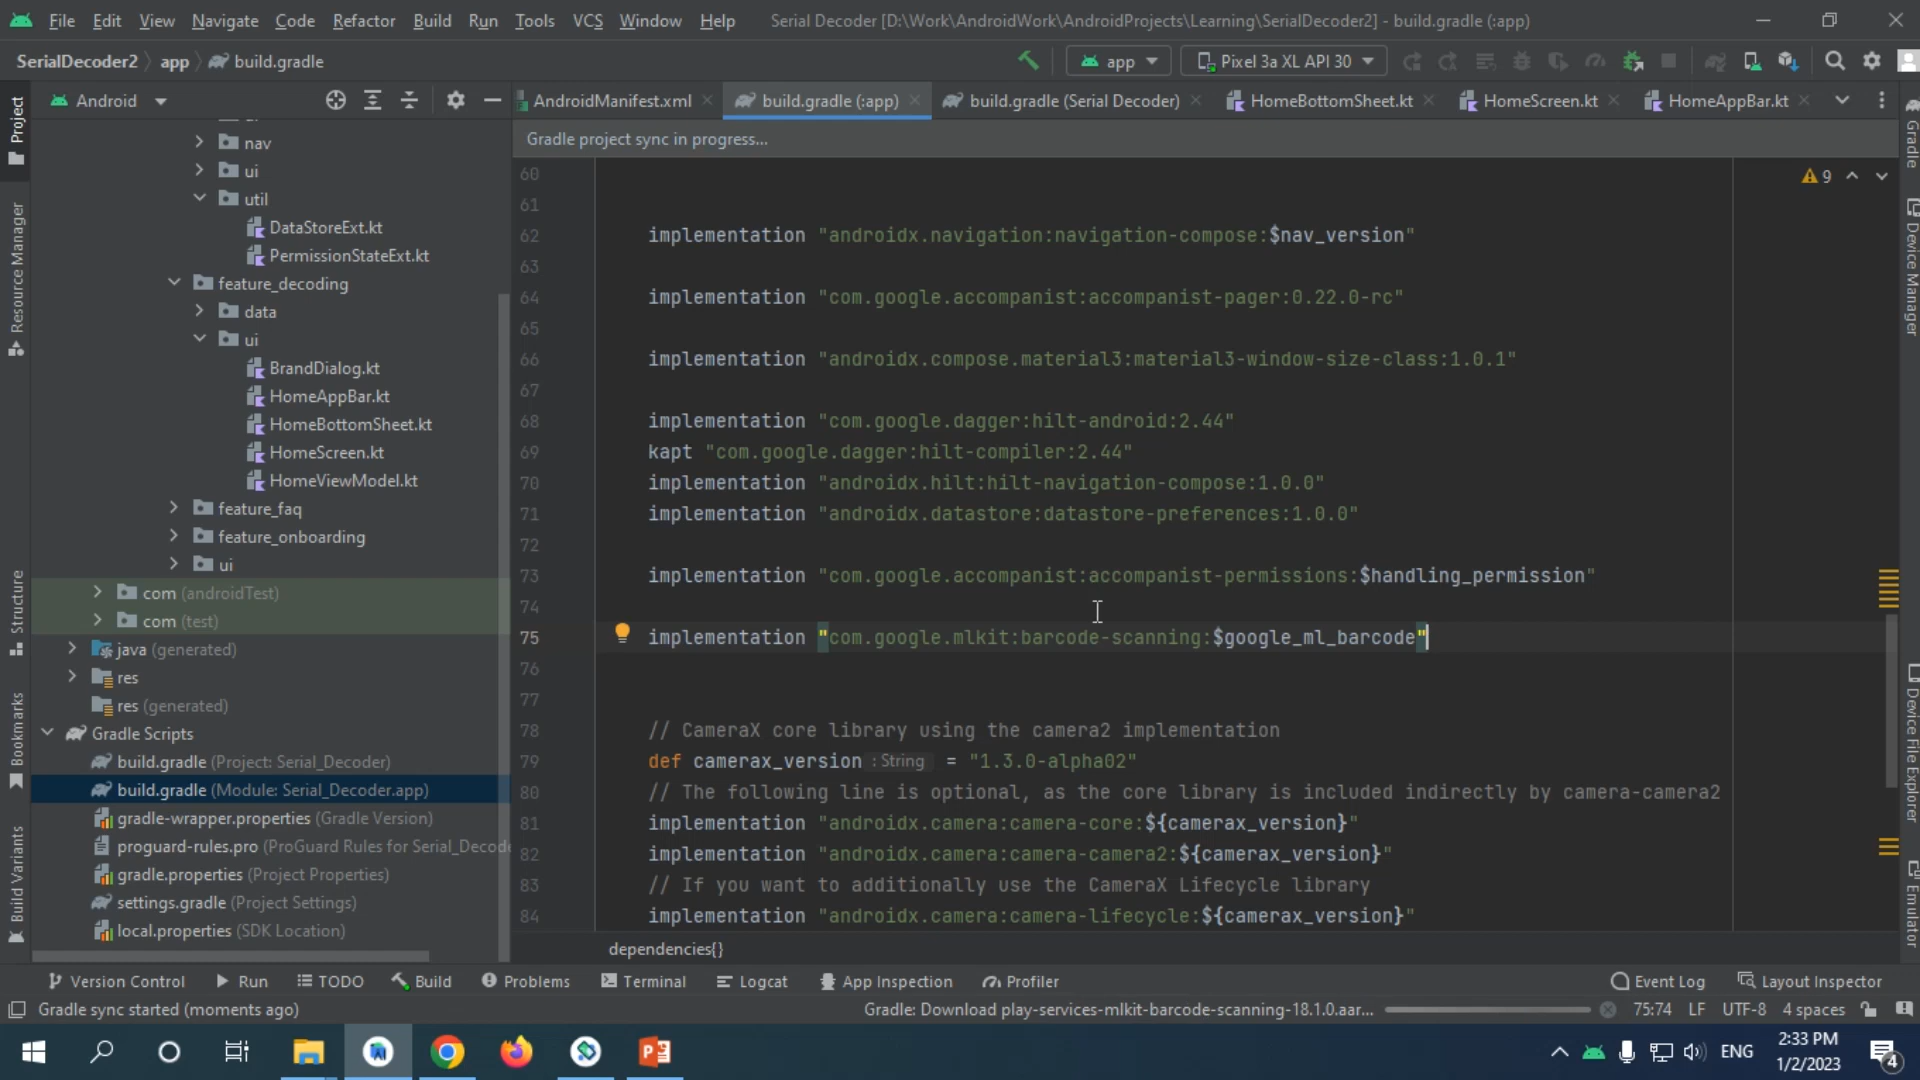 File Edit View Navigate Code Refactor Build Run Tools VCS Window Help Serial Decoder [D:\Work\AndroidWork\AndroidProjects\Learning\SerialDecoder2] - build.gradle (:app)
SerialDecoder2 app build.gradle app Pixel 3a XL API 30
Android AndroidManifest.xml build.gradle (:app) build.gradle (Serial Decoder) HomeBottomSheet.kt HomeScreen.kt HomeAppBar.kt
Gradle project sync in progress...
Project
Resource Manager
Structure
Bookmarks
Build Variants
nav
ui
util
DataStoreExt.kt
PermissionStateExt.kt
feature_decoding
data
ui
BrandDialog.kt
HomeAppBar.kt
HomeBottomSheet.kt
HomeScreen.kt
HomeViewModel.kt
feature_faq
feature_onboarding
ui
com (androidTest)
com (test)
java (generated)
res
res (generated)
Gradle Scripts
build.gradle (Project: Serial_Decoder)
build.gradle (Module: Serial_Decoder.app)
gradle-wrapper.properties (Gradle Version)
proguard-rules.pro (ProGuard Rules for Serial_Decode
gradle.properties (Project Properties)
settings.gradle (Project Settings)
local.properties (SDK Location)
60
61
62 implementation "androidx.navigation:navigation-compose:$nav_version"
63
64 implementation "com.google.accompanist:accompanist-pager:0.22.0-rc"
65
66 implementation "androidx.compose.material3:material3-window-size-class:1.0.1"
67
68 implementation "com.google.dagger:hilt-android:2.44"
69 kapt "com.google.dagger:hilt-compiler:2.44"
70 implementation "androidx.hilt:hilt-navigation-compose:1.0.0"
71 implementation "androidx.datastore:datastore-preferences:1.0.0"
72
73 implementation "com.google.accompanist:accompanist-permissions:$handling_permission"
74
75 implementation "com.google.mlkit:barcode-scanning:$google_ml_barcode"
76
77
78 // CameraX core library using the camera2 implementation
79 def camerax_version : String = "1.3.0-alpha02"
80 // The following line is optional, as the core library is included indirectly by camera-camera2
81 implementation "androidx.camera:camera-core:${camerax_version}"
82 implementation "androidx.camera:camera-camera2:${camerax_version}"
83 // If you want to additionally use the CameraX Lifecycle library
84 implementation "androidx.camera:camera-lifecycle:${camerax_version}"
9
dependencies{}
Gradle
Device Manager
Device File Explorer
Emulator
Version Control Run TODO Build Problems Terminal Logcat App Inspection Profiler Event Log Layout Inspector
Gradle sync started (moments ago) Gradle: Download play-services-mlkit-barcode-scanning-18.1.0.aar... 75:74 LF UTF-8 4 spaces
ENG
2:33 PM
1/2/2023
4